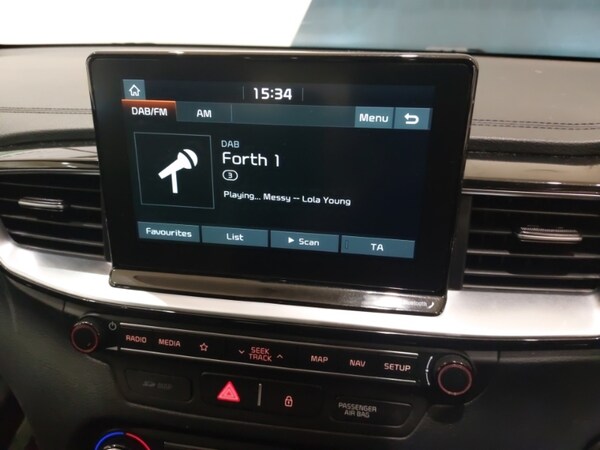 15:34
DAB/FM AM Menu
DAB
Forth 1
3
Playing... Messy -- Lola Young
Favourites List Scan TA
RADIO MEDIA SEEK TRACK MAP NAV SETUP
PASSENGER
AIR BAG